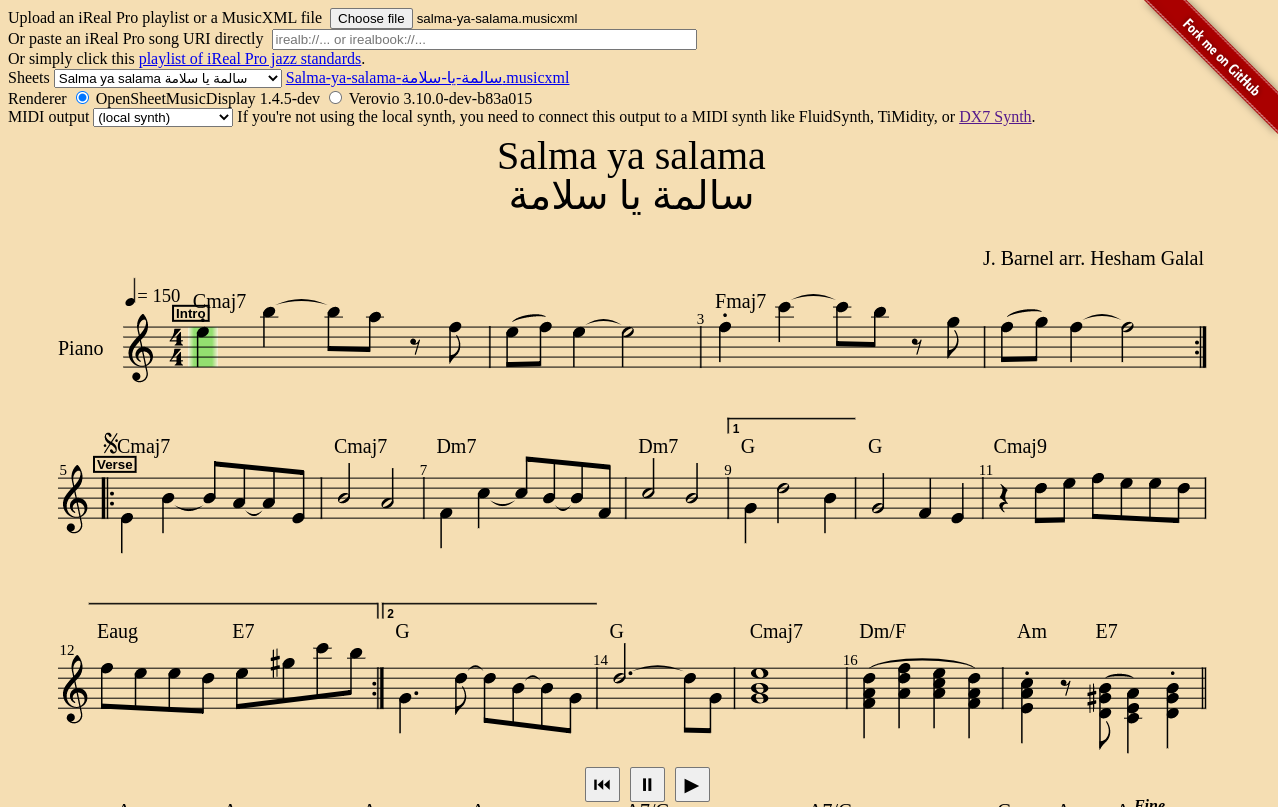 Upload an iReal Pro playlist or a MusicXML file Choose file salma-ya-salama.musicxml
Or paste an iReal Pro song URI directly irealb://... or irealbook://...
Or simply click this playlist of iReal Pro jazz standards.
Sheets Salma ya salama سالمة يا سلامة Salma-ya-salama-سالمة-يا-سلامة.musicxml
Renderer OpenSheetMusicDisplay 1.4.5-dev Verovio 3.10.0-dev-b83a015
MIDI output (local synth) If you're not using the local synth, you need to connect this output to a MIDI synth like FluidSynth, TiMidity, or DX7 Synth.
Fork me on GitHub
Salma ya salama
سالمة يا سلامة
J. Barnel arr. Hesham Galal
= 150 Cmaj7 Fmaj7
Intro 3
4
4
Piano
1
Cmaj7 Cmaj7 Dm7 Dm7 G G Cmaj9
5 Verse 7 9 11
2
Eaug E7 G G Cmaj7 Dm/F Am E7
12 14 16
Fine